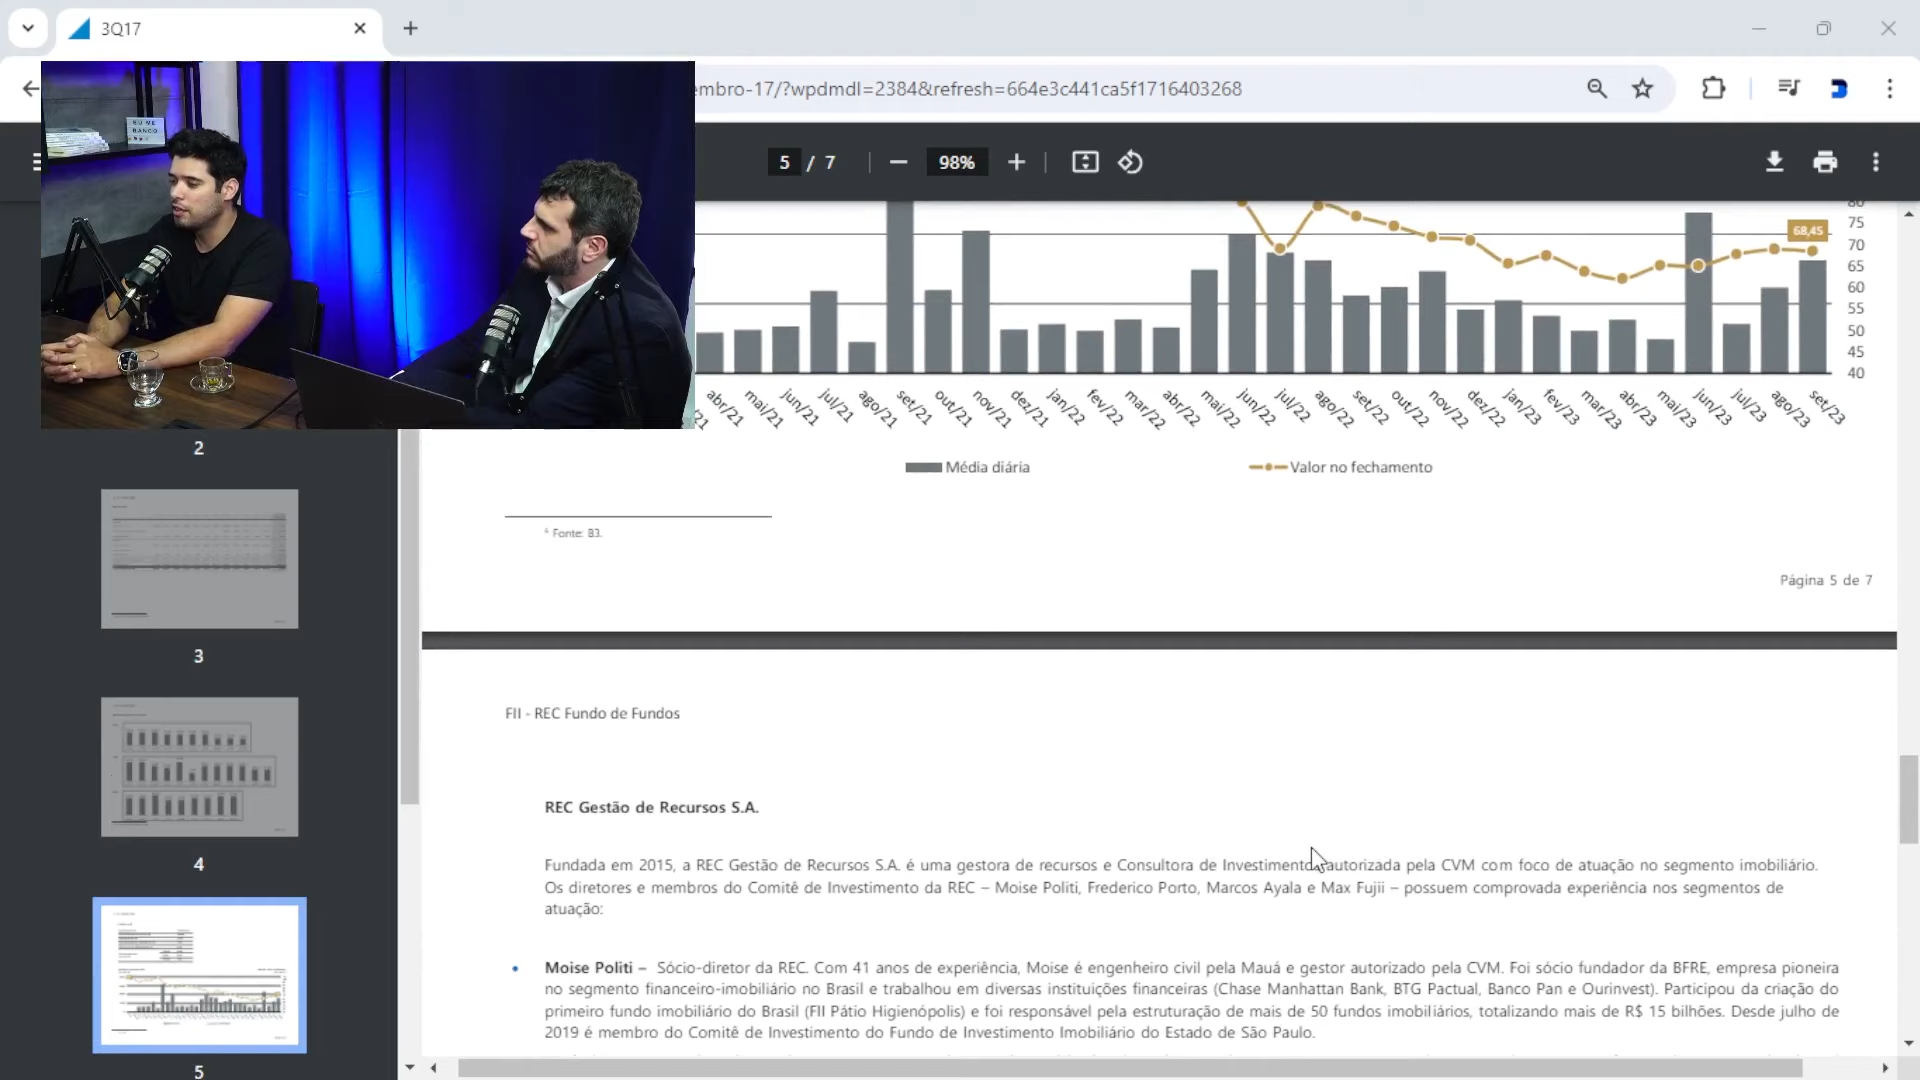 3Q17
embro-17/?wpdmdl=2384&refresh=664e3c441ca5f1716403268
5 / 7
98%
EU ME
BANCO
80
75
70
65
60
55
50
45
40
68,45
abr/21 mai/21 jun/21 jul/21 ago/21 set/21 out/21 nov/21 dez/21 jan/22 fev/22 mar/22 abr/22 mai/22 jun/22 jul/22 ago/22 set/22 out/22 nov/22 dez/22 jan/23 fev/23 mar/23 abr/23 mai/23 jun/23 jul/23 ago/23 set/23
Média diária
Valor no fechamento
⁶ Fonte: B3.
Página 5 de 7
2
3
4
5
FII - REC Fundo de Fundos
REC Gestão de Recursos S.A.
Fundada em 2015, a REC Gestão de Recursos S.A. é uma gestora de recursos e Consultora de Investimento autorizada pela CVM com foco de atuação no segmento imobiliário.
Os diretores e membros do Comitê de Investimento da REC – Moise Politi, Frederico Porto, Marcos Ayala e Max Fujii – possuem comprovada experiência nos segmentos de
atuação:
• Moise Politi – Sócio-diretor da REC. Com 41 anos de experiência, Moise é engenheiro civil pela Mauá e gestor autorizado pela CVM. Foi sócio fundador da BFRE, empresa pioneira
no segmento financeiro-imobiliário no Brasil e trabalhou em diversas instituições financeiras (Chase Manhattan Bank, BTG Pactual, Banco Pan e Ourinvest). Participou da criação do
primeiro fundo imobiliário do Brasil (FII Pátio Higienópolis) e foi responsável pela estruturação de mais de 50 fundos imobiliários, totalizando mais de R$ 15 bilhões. Desde julho de
2019 é membro do Comitê de Investimento do Fundo de Investimento Imobiliário do Estado de São Paulo.